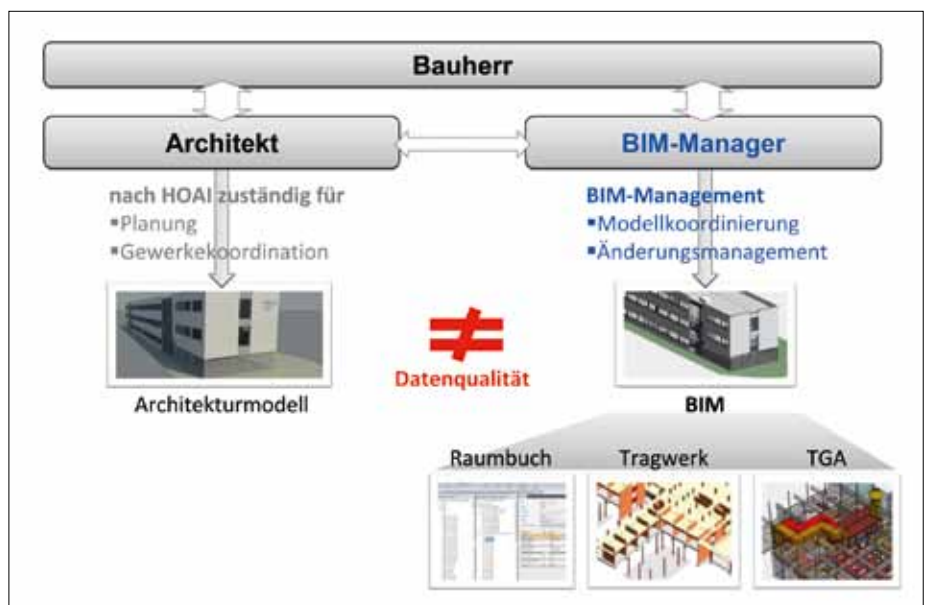 Bauherr
Architekt
BIM-Manager
nach HOAI zuständig für
▪Planung
▪Gewerkekoordination
BIM-Management
▪Modellkoordinierung
▪Änderungsmanagement
≠
Datenqualität
Architekturmodell
BIM
Raumbuch
Tragwerk
TGA